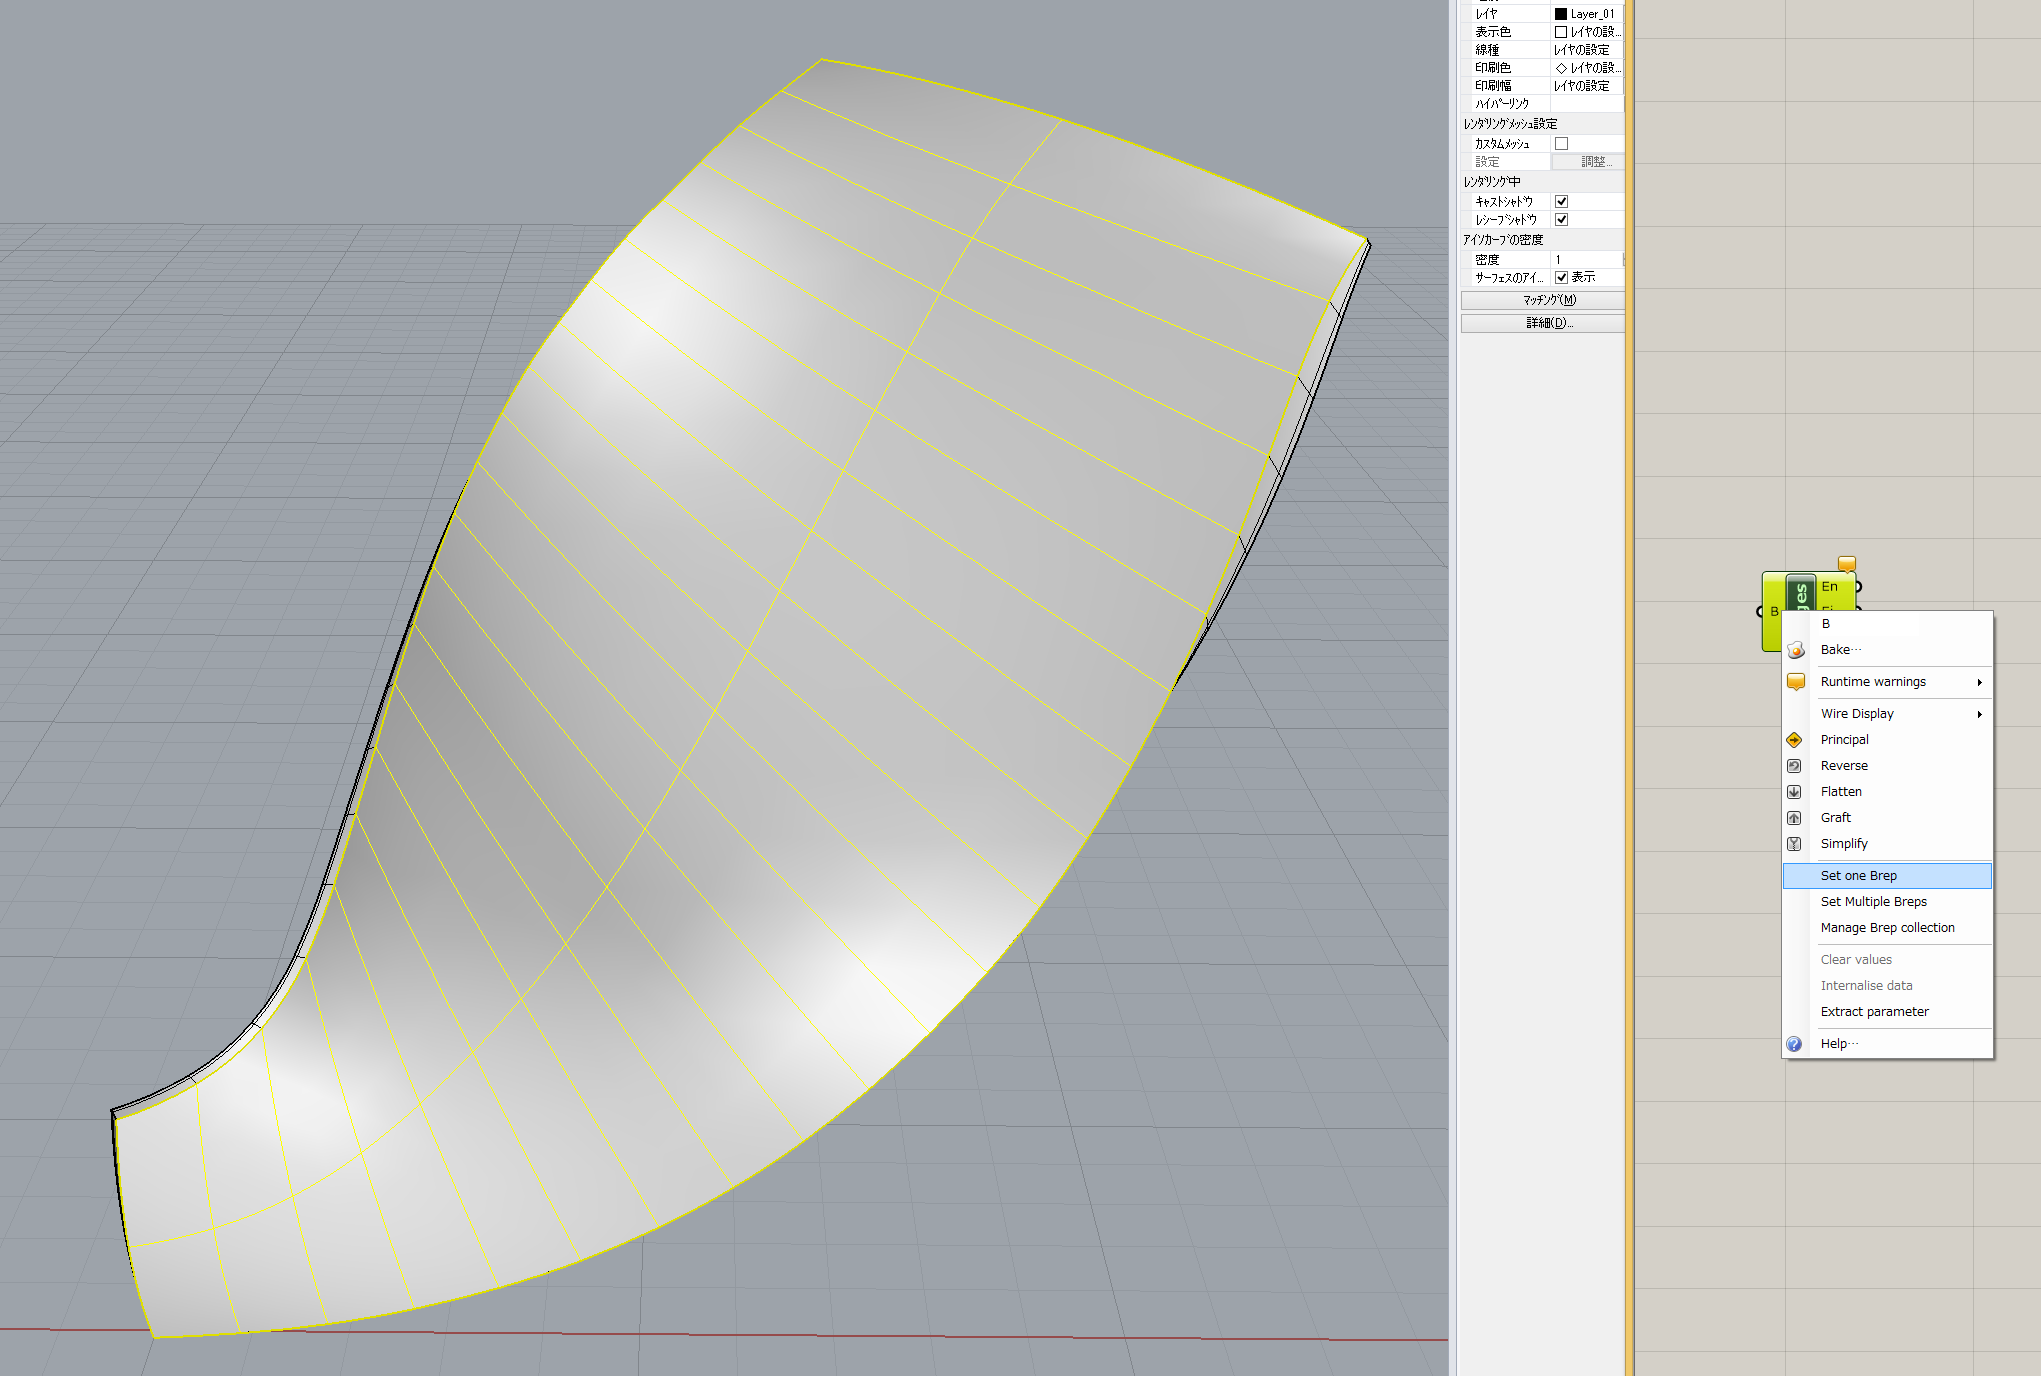 レイヤ Layer_01
表示色 レイヤの設...
線種 レイヤの設定
印刷色 レイヤの設...
印刷幅 レイヤの設定
ハイパーリンク
レンダリングメッシュ設定
カスタムメッシュ
設定 調整...
レンダリング中
キャストシャドウ
レシーブシャドウ
アイソカーブの密度
密度 1
サーフェスのアイ... 表示
マッチング(M)
詳細(D)...
En
B ges
B
Bake…
Runtime warnings
Wire Display
Principal
Reverse
Flatten
Graft
Simplify
Set one Brep
Set Multiple Breps
Manage Brep collection
Clear values
Internalise data
Extract parameter
Help…